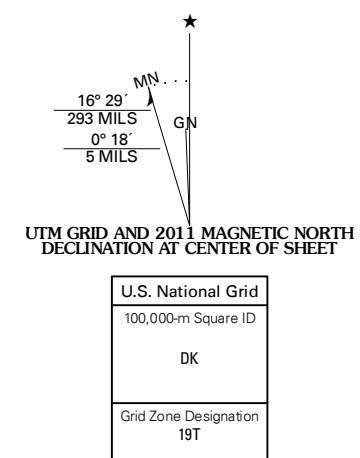 ★
MN
16° 29´
293 MILS
GN
0° 18´
5 MILS
UTM GRID AND 2011 MAGNETIC NORTH
DECLINATION AT CENTER OF SHEET
U.S. National Grid
100,000-m Square ID
DK
Grid Zone Designation
19T